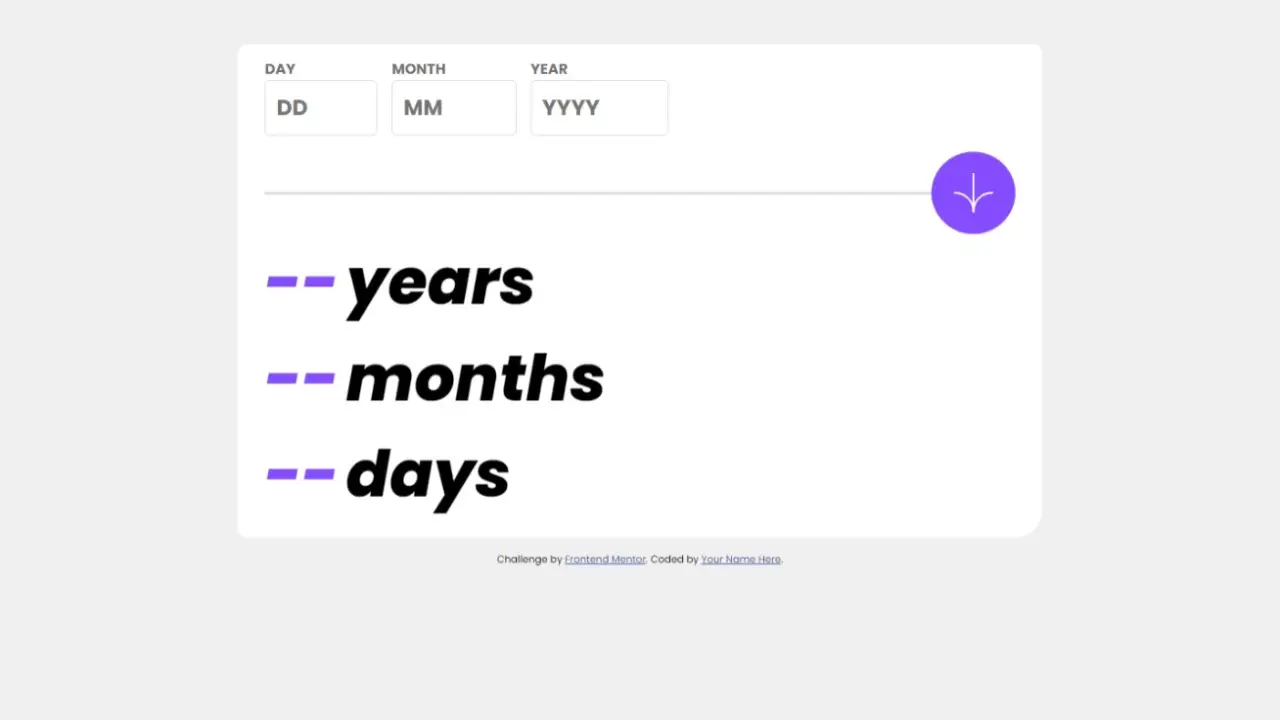 DAY MONTH YEAR
DD MM YYYY
-- years
-- months
-- days
Challenge by Frontend Mentor. Coded by Your Name Here.